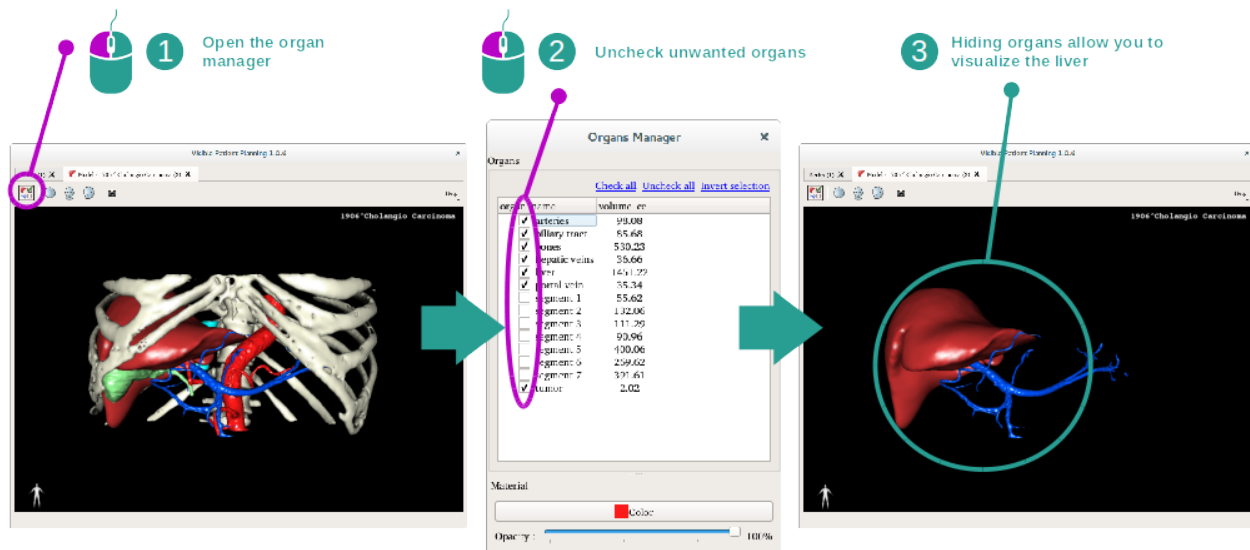 1
Open the organ
manager
2
Uncheck unwanted organs
3
Hiding organs allow you to
visualize the liver
Visible Patient Planning 1.0.4
1906^Cholangio Carcinoma
Organs Manager
Organs
Check all Uncheck all Invert selection
name volume cc
arteries 98.08
biliary tract 85.68
bones 530.23
hepatic veins 36.66
liver
portal vein 35.34
segment 1 55.62
segment 2 132.06
segment 3 111.29
segment 4 90.96
segment 5 400.06
segment 6 259.62
segment 7
tumor 2.02
Material
Color
Opacity : 100%
Visible Patient Planning 1.0.4
1906^Cholangio Carcinoma